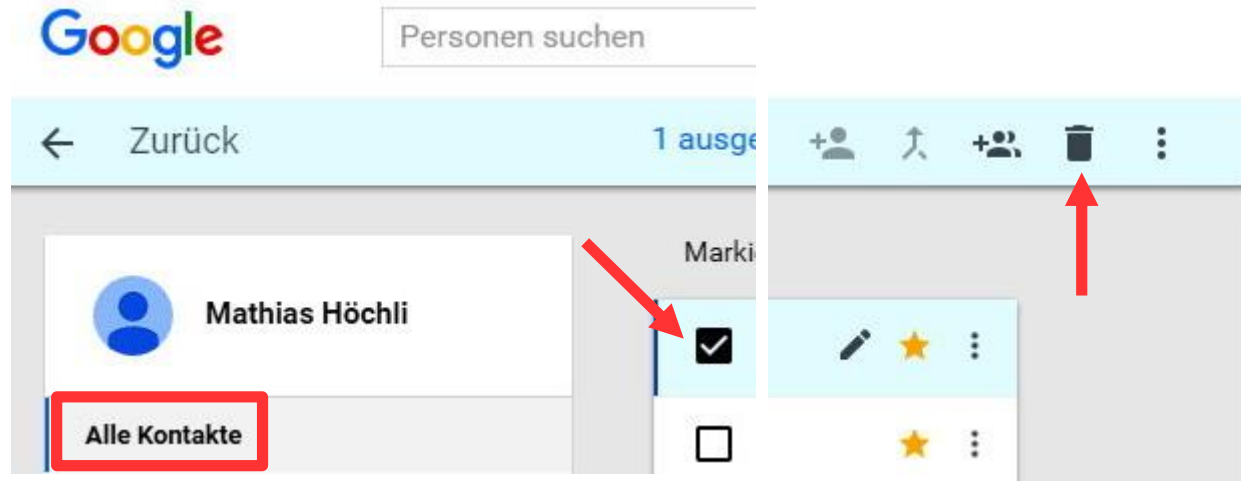 Google
Personen suchen
Zurück
1 ausge
Marki
Mathias Höchli
Alle Kontakte